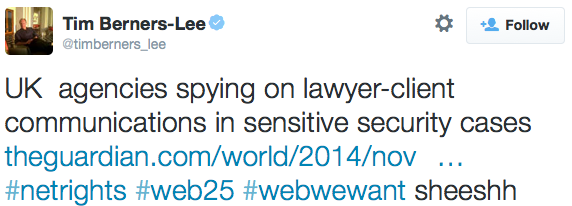 Tim Berners-Lee
@timberners_lee
Follow
UK agencies spying on lawyer-client
communications in sensitive security cases
theguardian.com/world/2014/nov …
#netrights #web25 #webwewant sheeshh